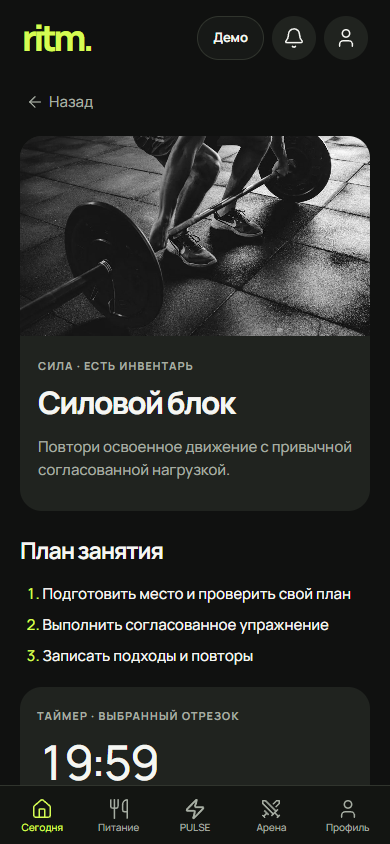 ritm.
Демо
Назад
СИЛА · ЕСТЬ ИНВЕНТАРЬ
Силовой блок
Повтори освоенное движение с привычной
согласованной нагрузкой.
План занятия
1. Подготовить место и проверить свой план
2. Выполнить согласованное упражнение
3. Записать подходы и повторы
ТАЙМЕР · ВЫБРАННЫЙ ОТРЕЗОК
19:59
Сегодня
Питание
PULSE
Арена
Профиль